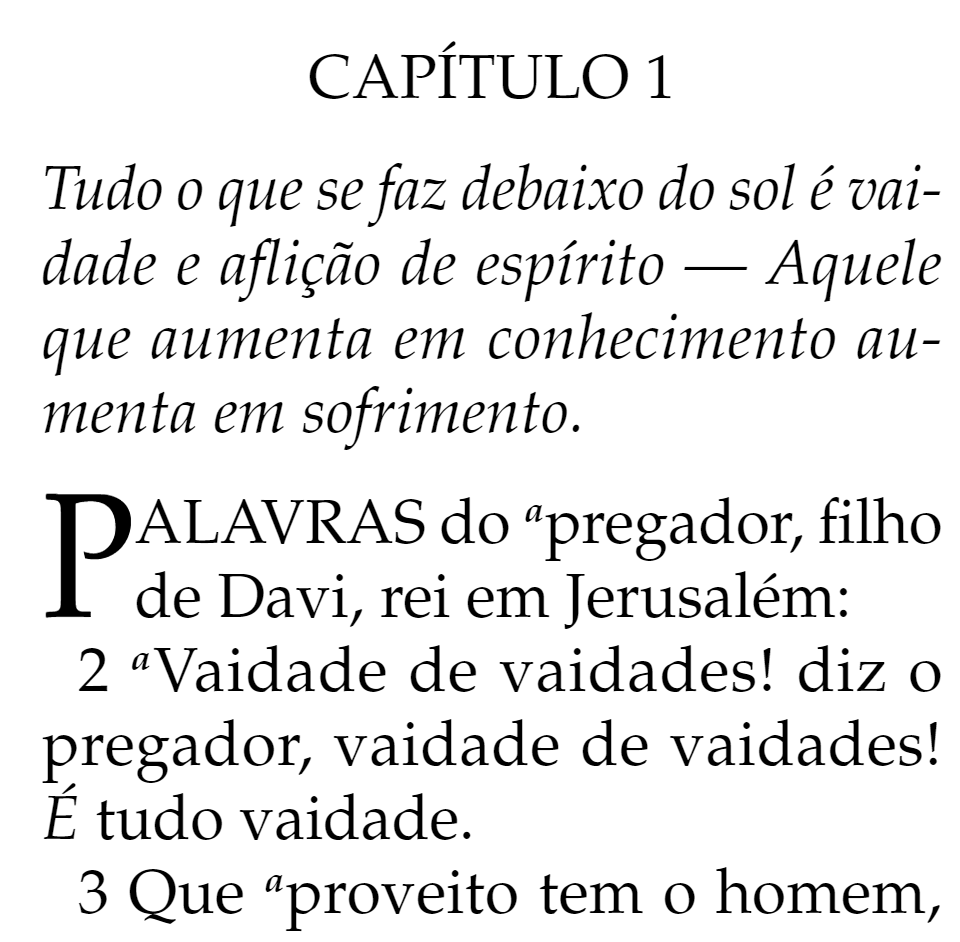 CAPÍTULO 1
Tudo o que se faz debaixo do sol é vai-
dade e aflição de espírito — Aquele
que aumenta em conhecimento au-
menta em sofrimento.
PALAVRAS do ᵃpregador, filho
de Davi, rei em Jerusalém:
2 ᵃVaidade de vaidades! diz o
pregador, vaidade de vaidades!
É tudo vaidade.
3 Que ᵃproveito tem o homem,